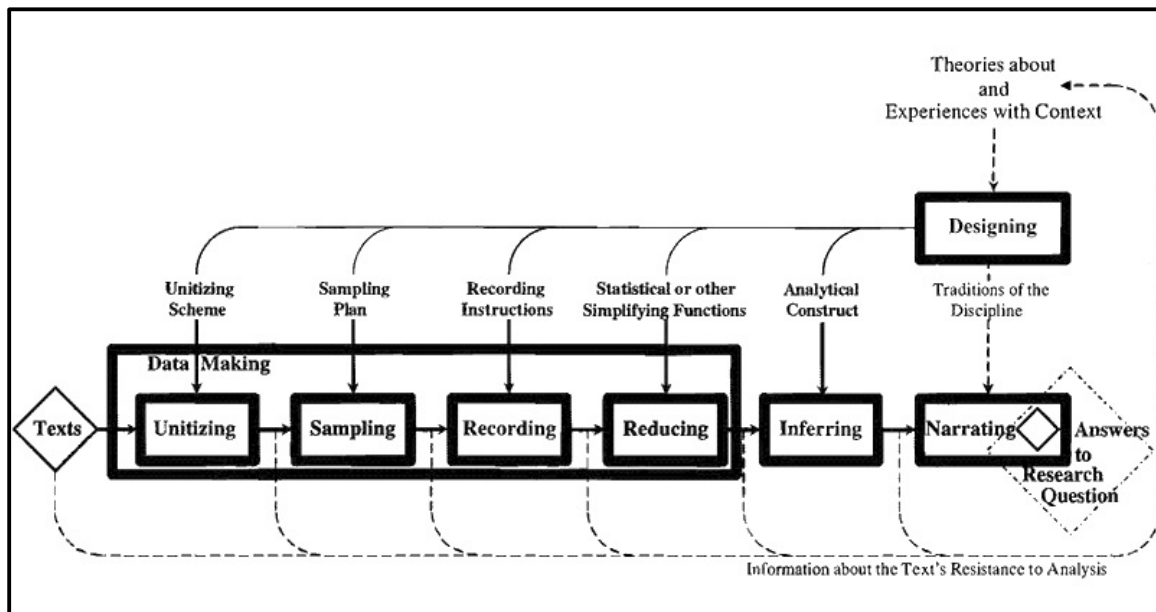 Theories about
and
Experiences with Context
Designing
Unitizing
Scheme
Sampling
Plan
Recording
Instructions
Statistical or other
Simplifying Functions
Analytical
Construct
Traditions of the
Discipline
Data Making
Texts
Unitizing
Sampling
Recording
Reducing
Inferring
Narrating
Answers
to
Research
Question
Information about the Text's Resistance to Analysis